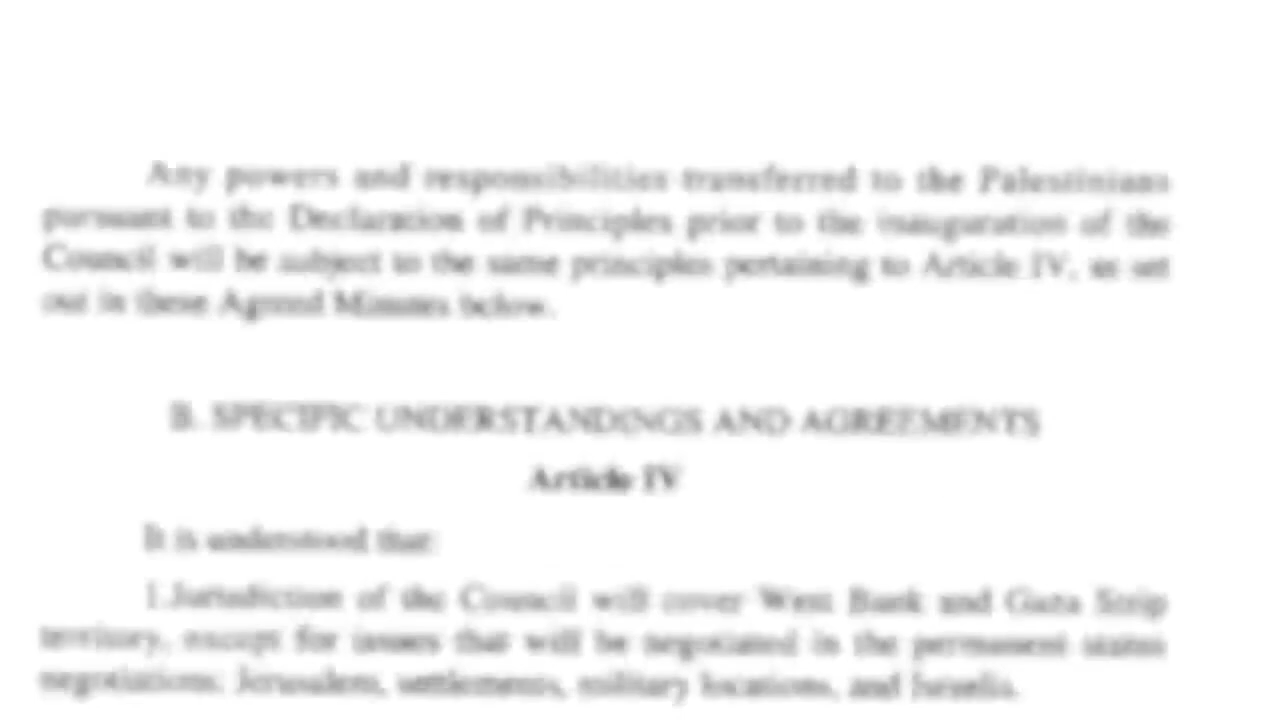 Any powers and responsibilities transferred to the Palestinians
pursuant to the Declaration of Principles prior to the inauguration of the
Council will be subject to the same principles pertaining to Article IV, as set
out in these Agreed Minutes below.
B. SPECIFIC UNDERSTANDINGS AND AGREEMENTS
Article IV
It is understood that:
1.Jurisdiction of the Council will cover West Bank and Gaza Strip
territory, except for issues that will be negotiated in the permanent status
negotiations: Jerusalem, settlements, military locations, and Israelis.